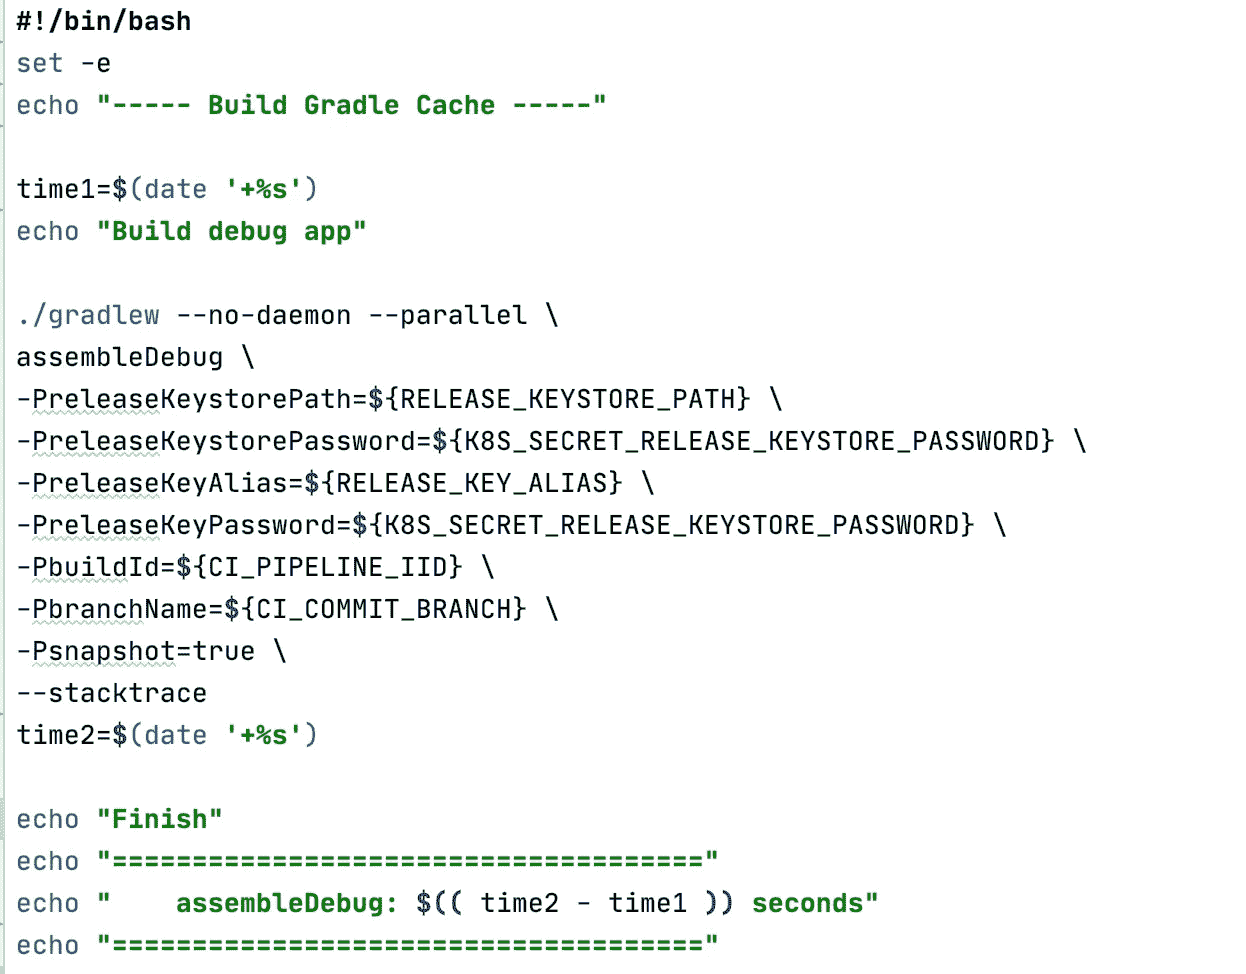 #!/bin/bash
set -e
echo "----- Build Gradle Cache -----"
time1=$(date '+%s')
echo "Build debug app"
./gradlew --no-daemon --parallel \
assembleDebug \
-PreleaseKeystorePath=${RELEASE_KEYSTORE_PATH} \
-PreleaseKeystorePassword=${K8S_SECRET_RELEASE_KEYSTORE_PASSWORD} \
-PreleaseKeyAlias=${RELEASE_KEY_ALIAS} \
-PreleaseKeyPassword=${K8S_SECRET_RELEASE_KEYSTORE_PASSWORD} \
-PbuildId=${CI_PIPELINE_IID} \
-PbranchName=${CI_COMMIT_BRANCH} \
-Psnapshot=true \
--stacktrace
time2=$(date '+%s')
echo "Finish"
echo "====================================="
echo "    assembleDebug: $(( time2 - time1 )) seconds"
echo "====================================="